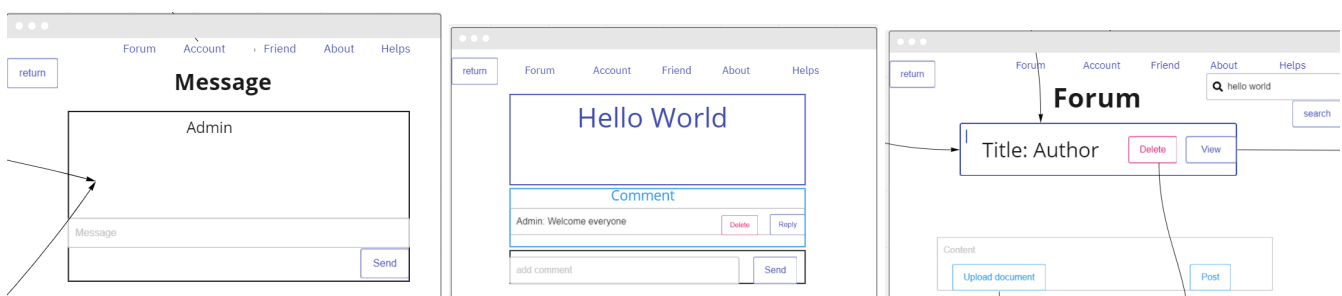 Forum Account Friend About Helps
return
Message
Admin
Message
Send
return Forum Account Friend About Helps
Hello World
Comment
Admin: Welcome everyone Delete Reply
add comment Send
Forum Account Friend About Helps
return
hello world
Forum
search
Title: Author Delete View
Content
Upload document Post